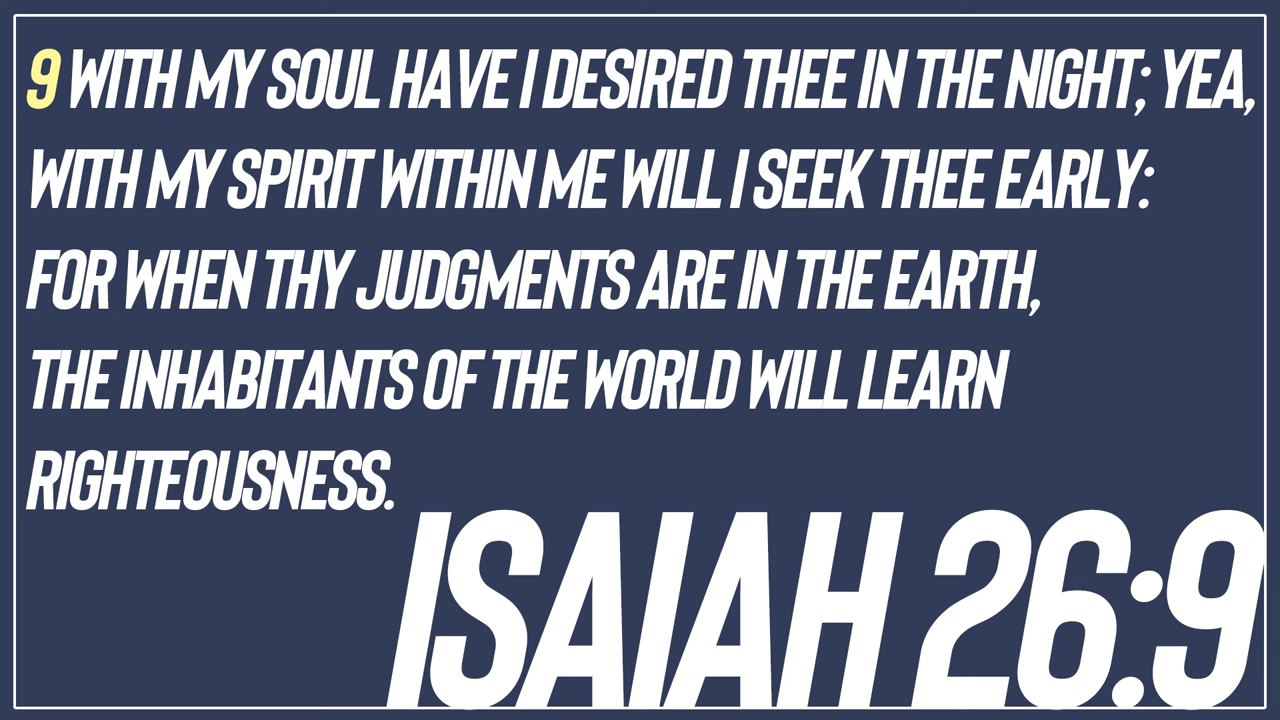 9 WITH MY SOUL HAVE I DESIRED THEE IN THE NIGHT; YEA,
WITH MY SPIRIT WITHIN ME WILL I SEEK THEE EARLY:
FOR WHEN THY JUDGMENTS ARE IN THE EARTH,
THE INHABITANTS OF THE WORLD WILL LEARN
RIGHTEOUSNESS.
ISAIAH 26:9